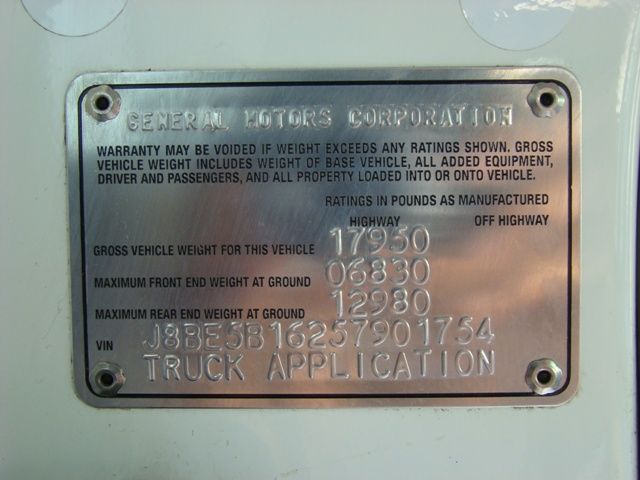 GENERAL MOTORS CORPORATION
WARRANTY MAY BE VOIDED IF WEIGHT EXCEEDS ANY RATINGS SHOWN. GROSS
VEHICLE WEIGHT INCLUDES WEIGHT OF BASE VEHICLE, ALL ADDED EQUIPMENT,
DRIVER AND PASSENGERS, AND ALL PROPERTY LOADED INTO OR ONTO VEHICLE.
RATINGS IN POUNDS AS MANUFACTURED
HIGHWAY OFF HIGHWAY
GROSS VEHICLE WEIGHT FOR THIS VEHICLE 17950
MAXIMUM FRONT END WEIGHT AT GROUND 06830
MAXIMUM REAR END WEIGHT AT GROUND 12980
VIN J8BE5B16257901754
TRUCK APPLICATION